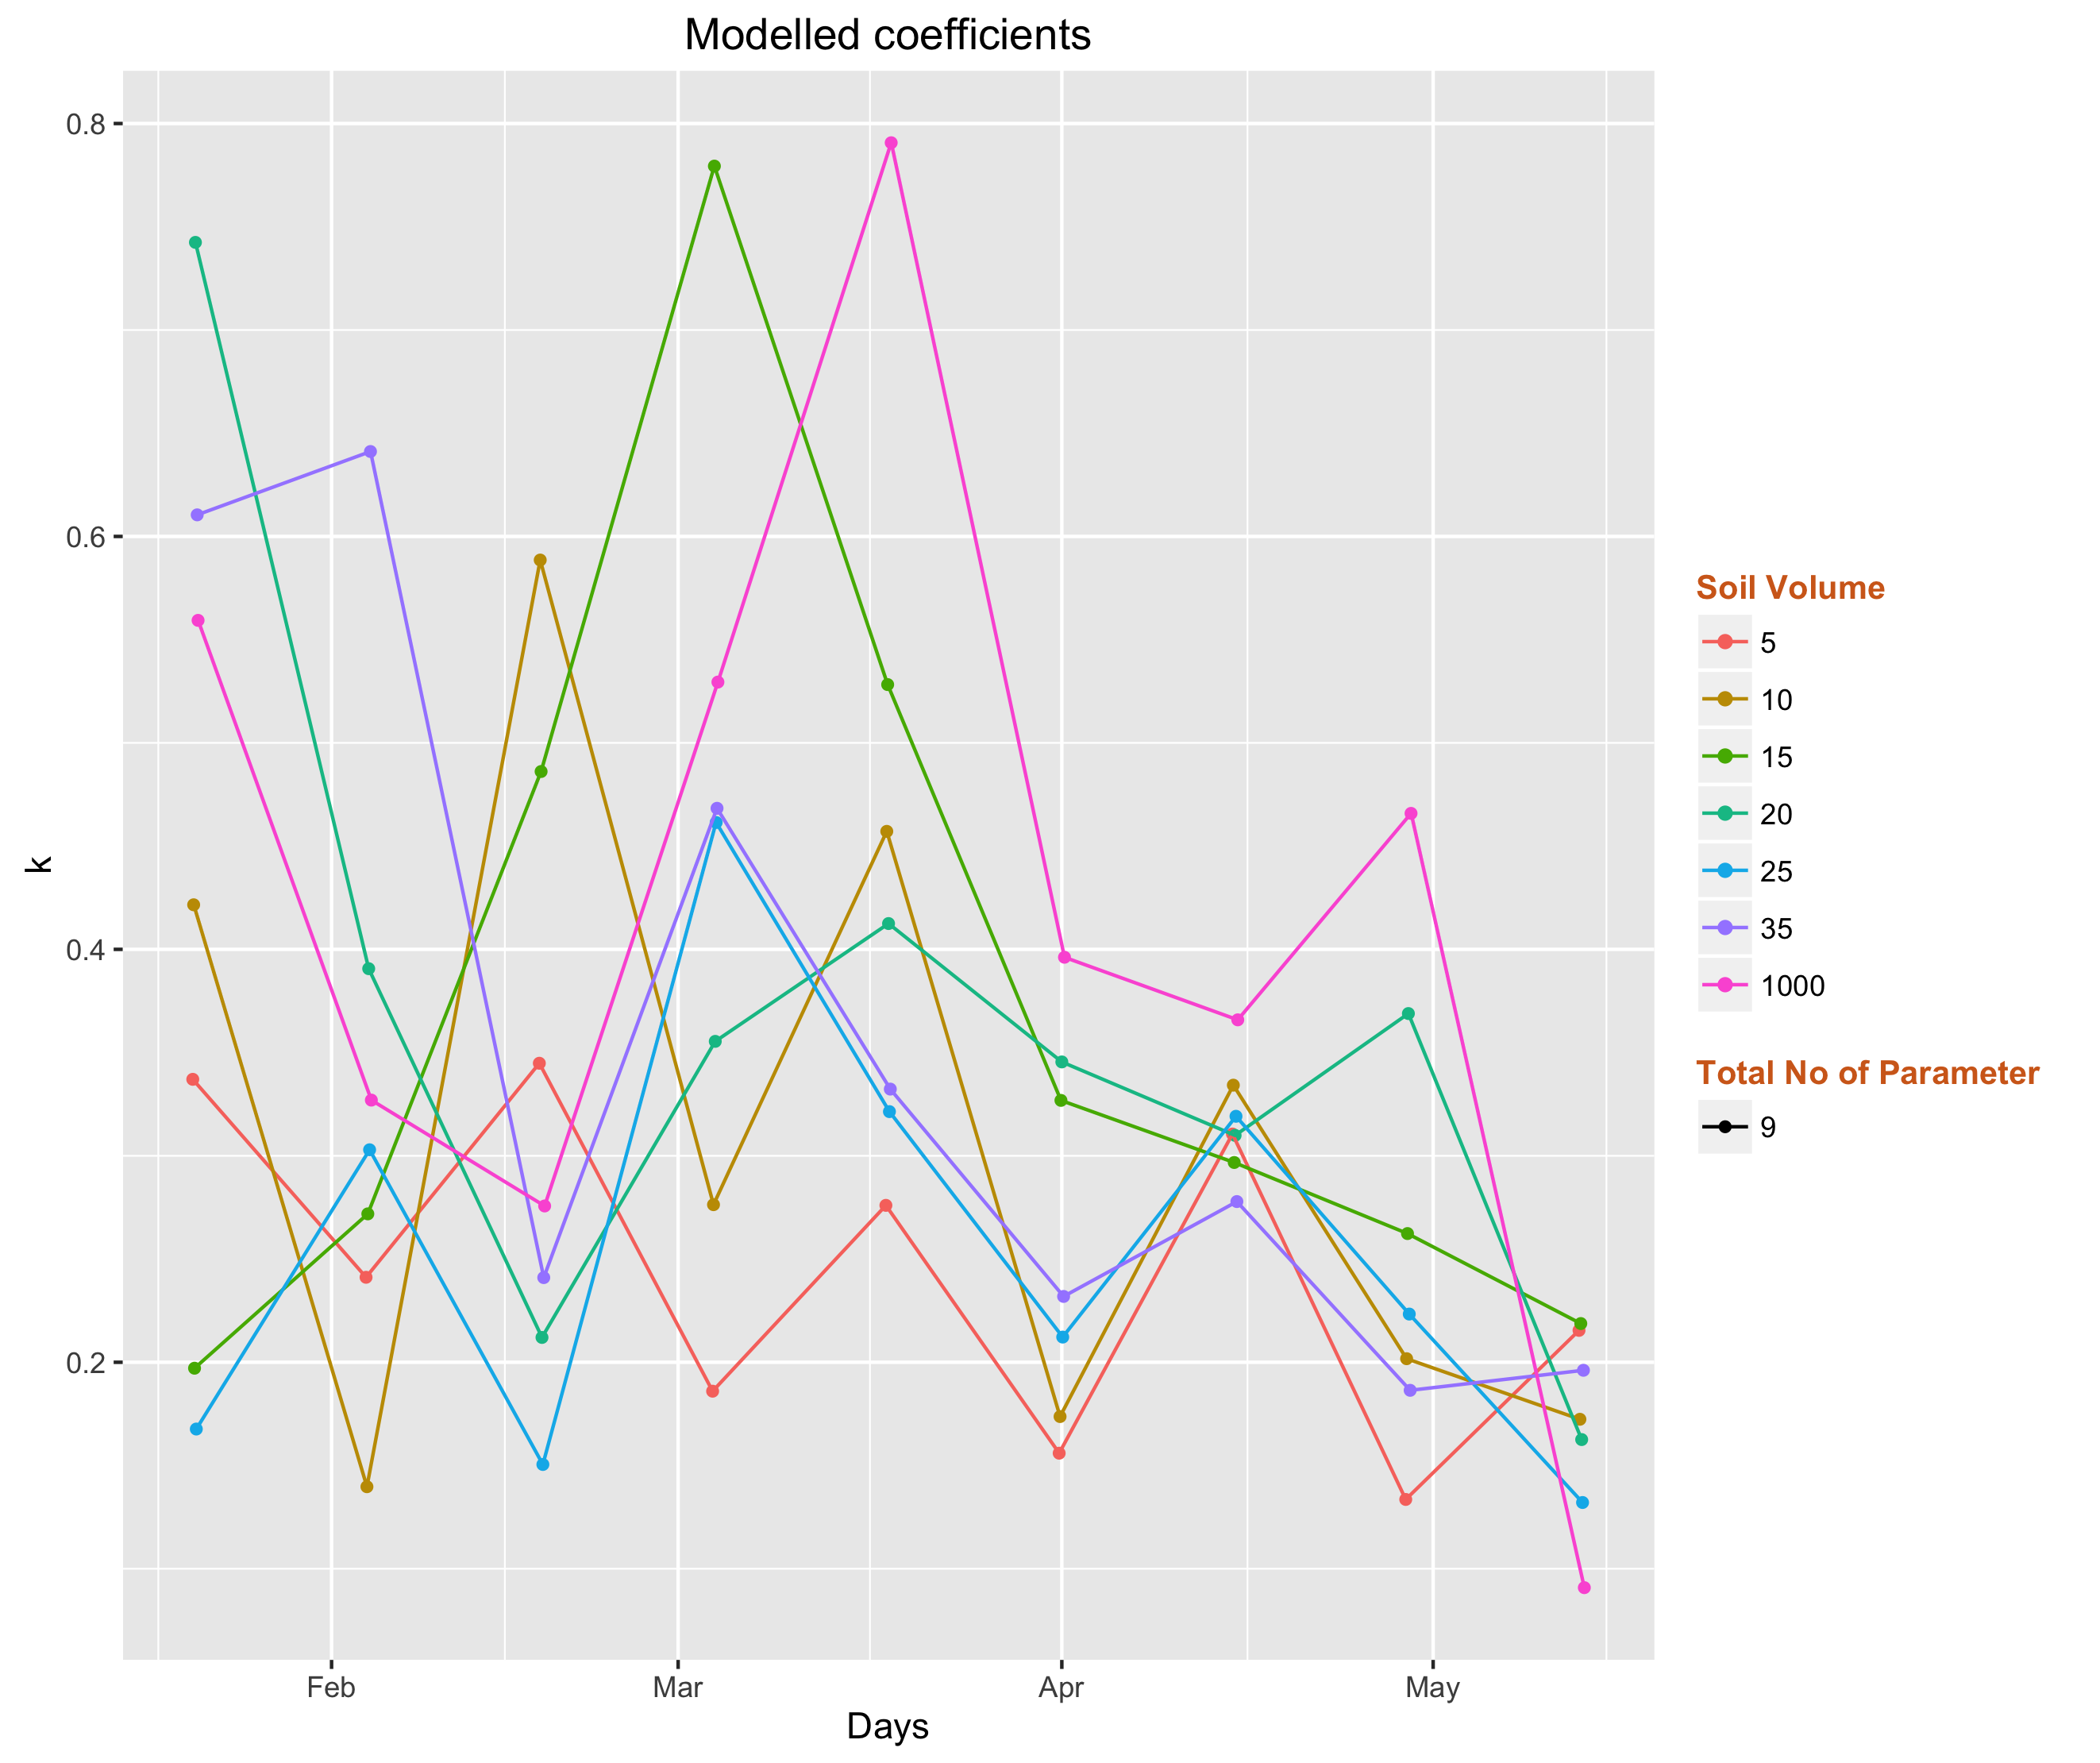 Modelled coefficients
0.8
0.6
0.4
0.2
k
Feb Mar Apr May
Days
Soil Volume
5
10
15
20
25
35
1000
Total No of Parameter
9